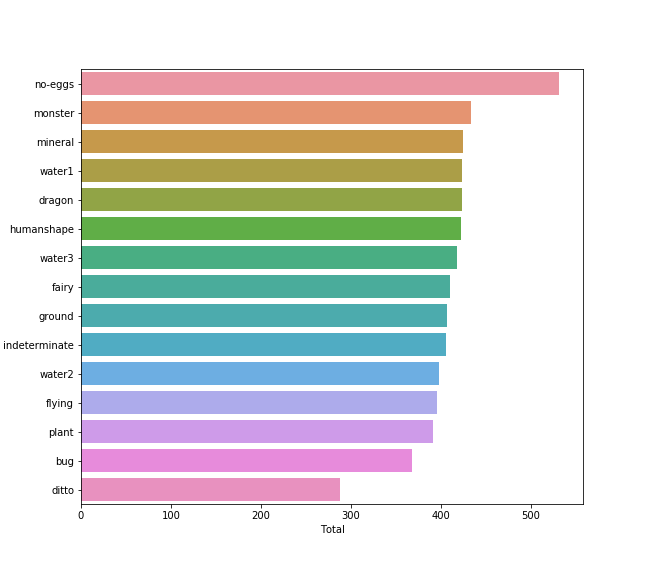 no-eggs
monster
mineral
water1
dragon
humanshape
water3
fairy
ground
indeterminate
water2
flying
plant
bug
ditto
0 100 200 300 400 500
Total